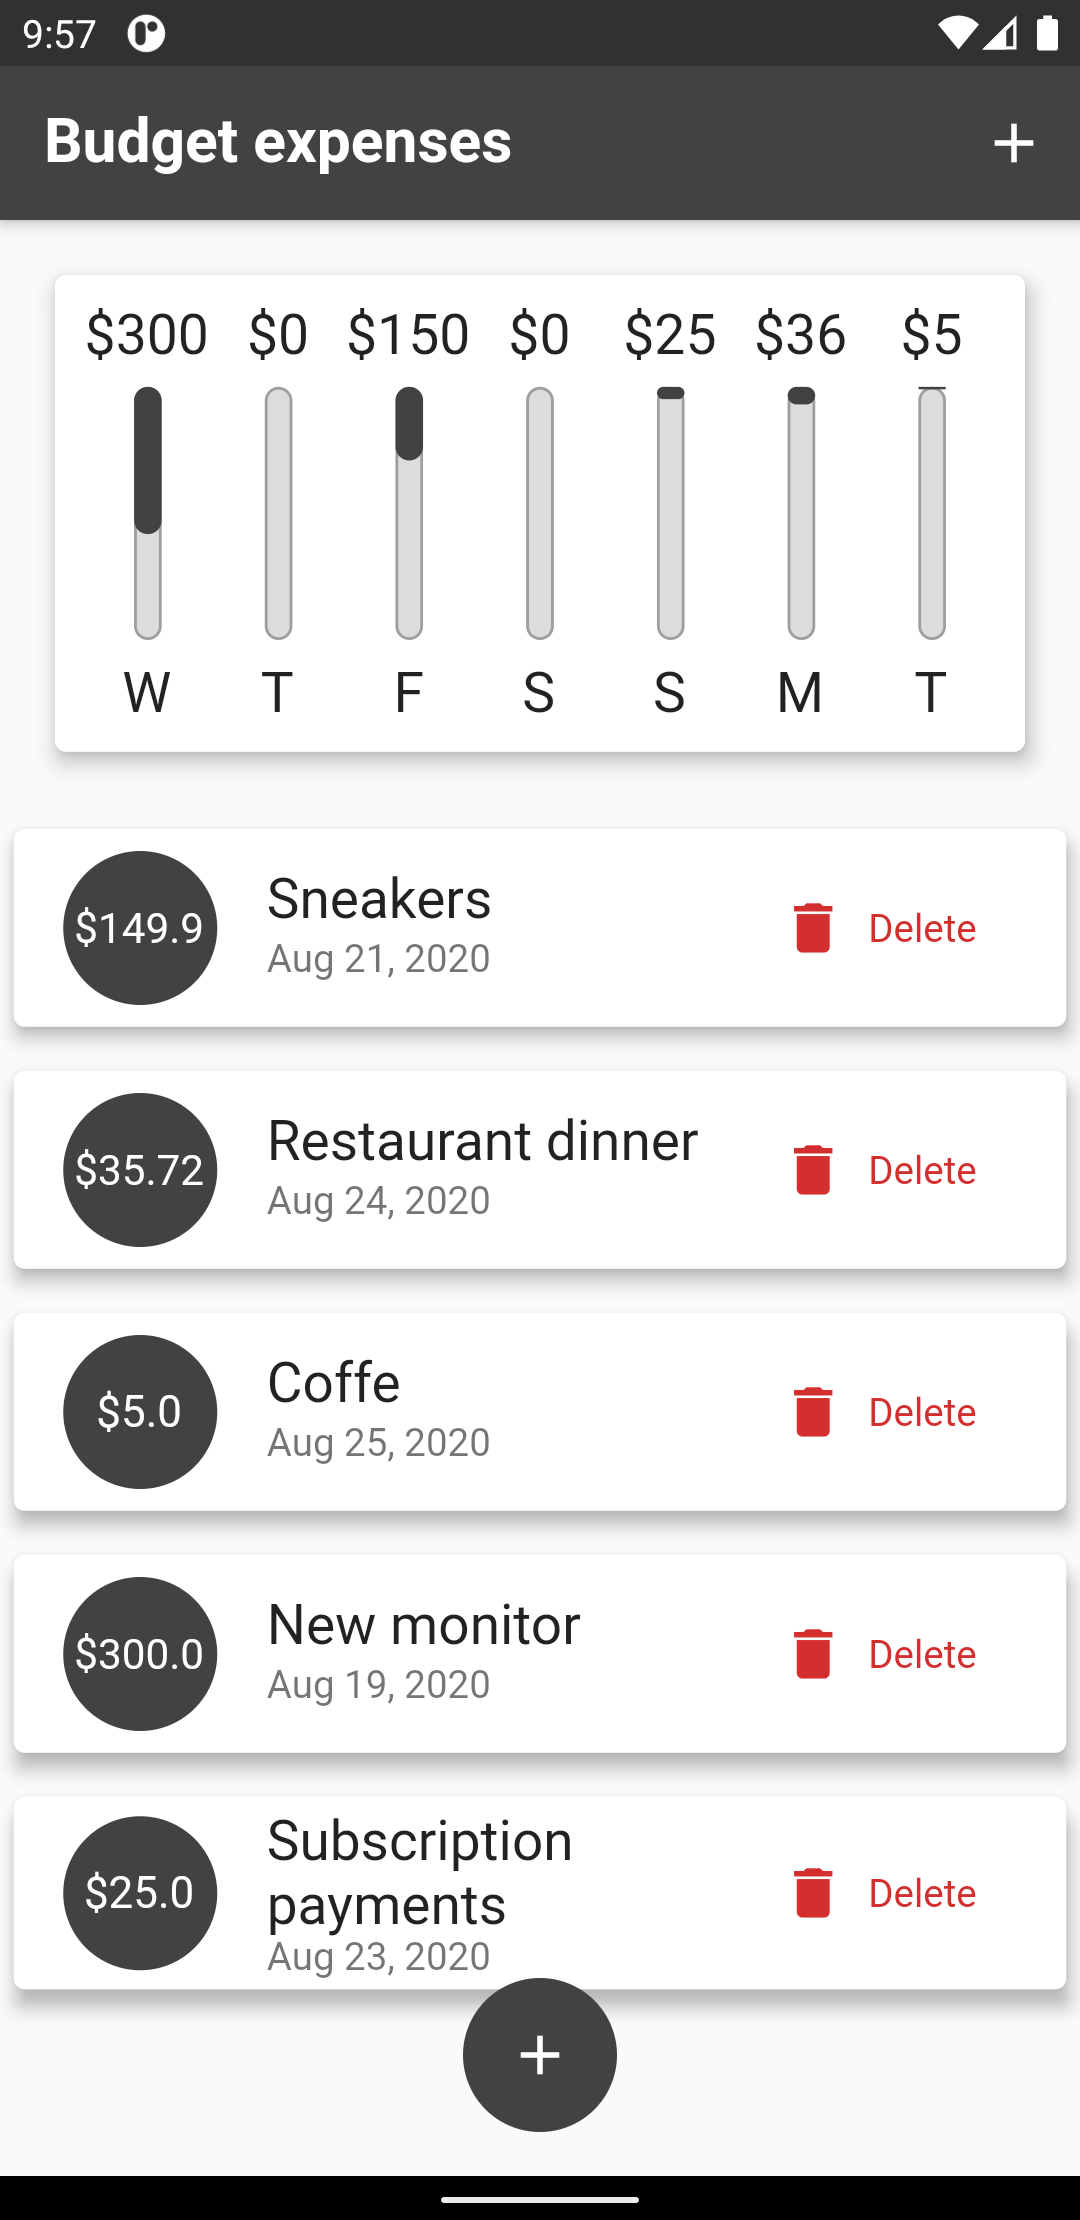 9:57
Budget expenses
$300 $0 $150 $0 $25 $36 $5
W T F S S M T
$149.9
Sneakers
Aug 21, 2020
Delete
$35.72
Restaurant dinner
Aug 24, 2020
Delete
$5.0
Coffe
Aug 25, 2020
Delete
$300.0
New monitor
Aug 19, 2020
Delete
$25.0
Subscription
payments
Aug 23, 2020
Delete